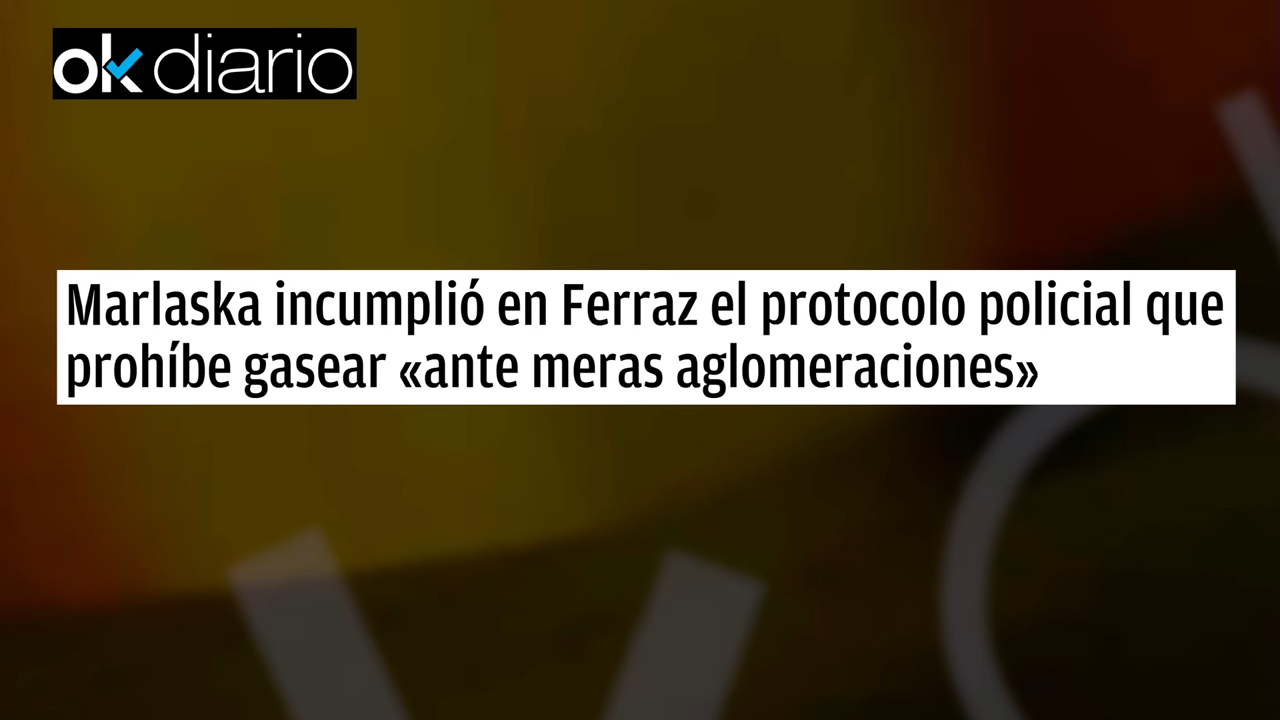 okdiario
Marlaska incumplió en Ferraz el protocolo policial que
prohíbe gasear «ante meras aglomeraciones»